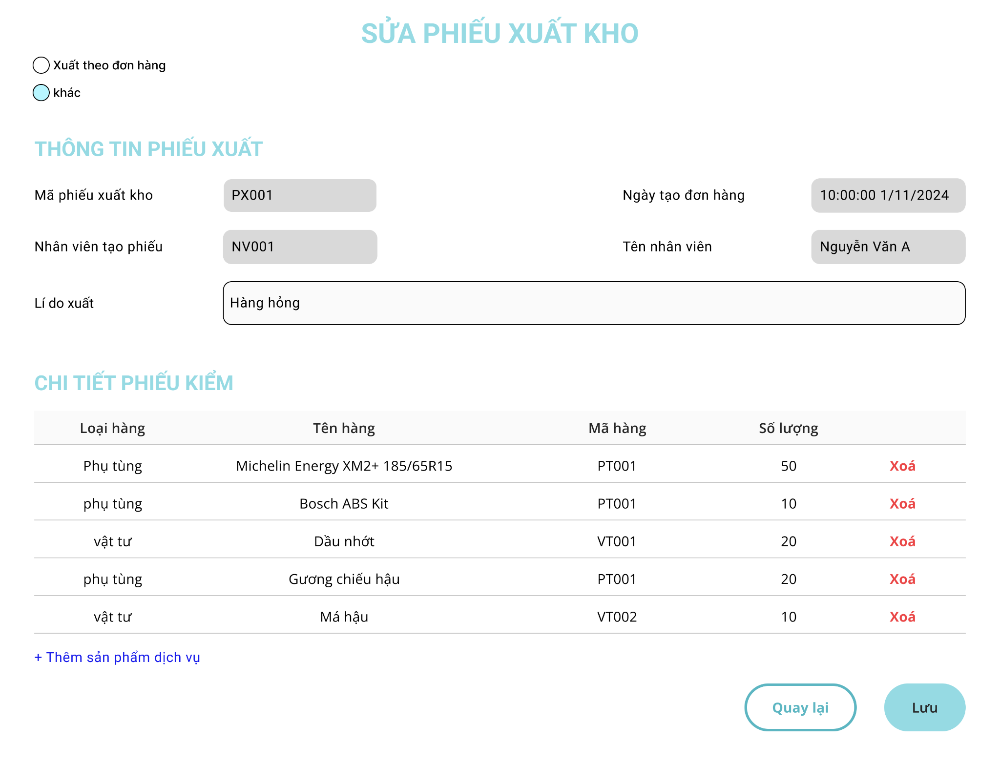 SỬA PHIẾU XUẤT KHO
Xuất theo đơn hàng
khác
THÔNG TIN PHIẾU XUẤT
Mã phiếu xuất kho PX001 Ngày tạo đơn hàng 10:00:00 1/11/2024
Nhân viên tạo phiếu NV001 Tên nhân viên Nguyễn Văn A
Lí do xuất Hàng hỏng
CHI TIẾT PHIẾU KIỂM
Loại hàng Tên hàng Mã hàng Số lượng
Phụ tùng Michelin Energy XM2+ 185/65R15 PT001 50 Xoá
phụ tùng Bosch ABS Kit PT001 10 Xoá
vật tư Dầu nhớt VT001 20 Xoá
phụ tùng Gương chiếu hậu PT001 20 Xoá
vật tư Má hậu VT002 10 Xoá
+ Thêm sản phẩm dịch vụ
Quay lại Lưu